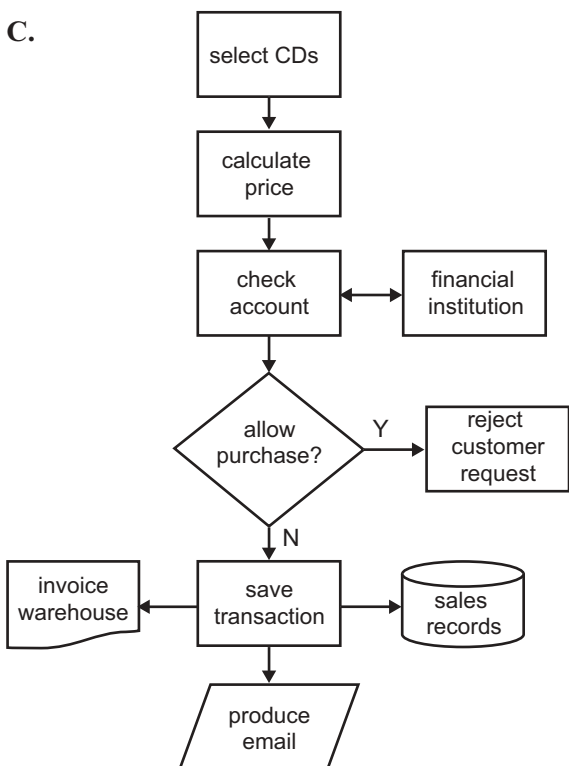 C.
select CDs
calculate
price
check
account
financial
institution
allow
purchase?
Y
reject
customer
request
N
invoice
warehouse
save
transaction
sales
records
produce
email